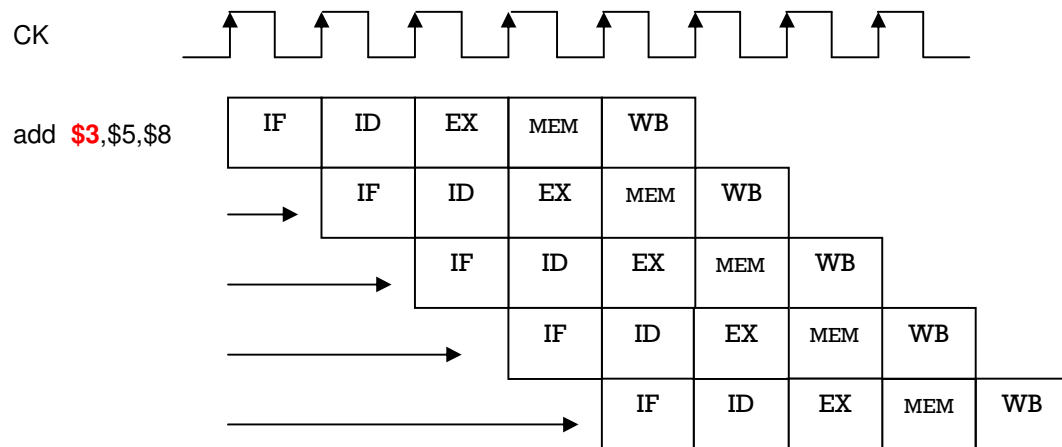 CK
add $3,$5,$8
IF ID EX MEM WB
IF ID EX MEM WB
IF ID EX MEM WB
IF ID EX MEM WB
IF ID EX MEM WB